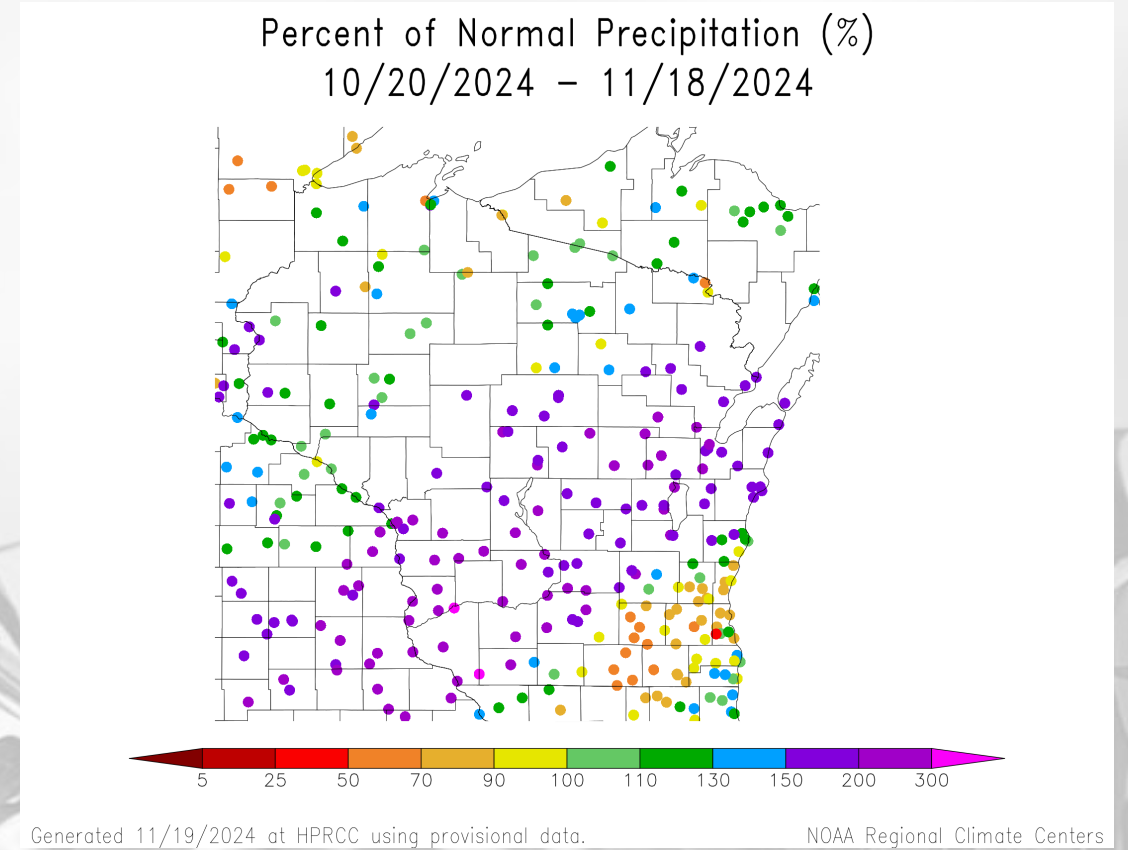 Percent of Normal Precipitation (%)
10/20/2024 – 11/18/2024
5 25 50 70 90 100 110 130 150 200 300
Generated 11/19/2024 at HPRCC using provisional data.
NOAA Regional Climate Centers